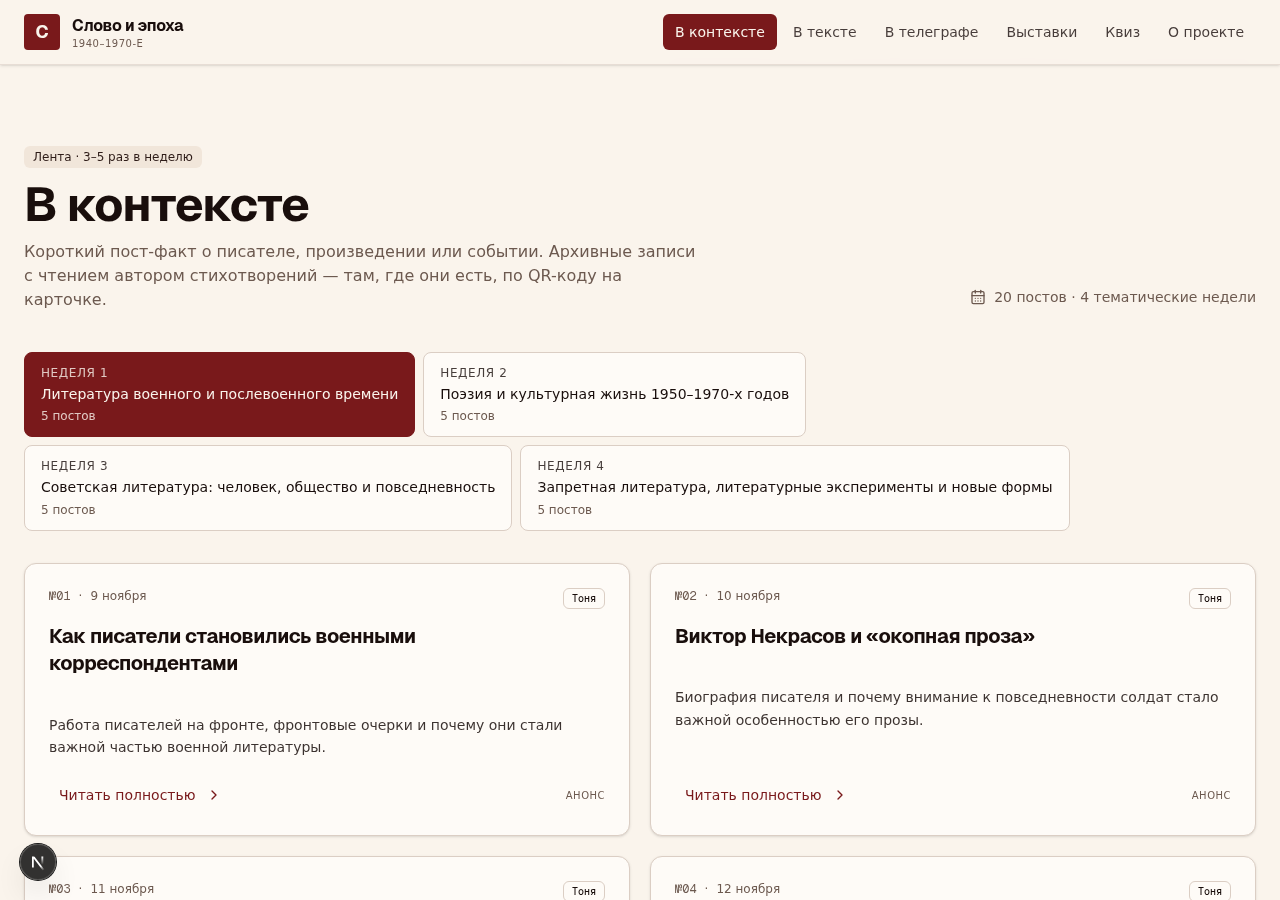 С
Слово и эпоха
1940–1970-Е
В контексте
В тексте
В телеграфе
Выставки
Квиз
О проекте
Лента · 3–5 раз в неделю
В контексте
Короткий пост-факт о писателе, произведении или событии. Архивные записи
с чтением автором стихотворений — там, где они есть, по QR-коду на
карточке.
20 постов · 4 тематические недели
НЕДЕЛЯ 1
Литература военного и послевоенного времени
5 постов
НЕДЕЛЯ 2
Поэзия и культурная жизнь 1950–1970-х годов
5 постов
НЕДЕЛЯ 3
Советская литература: человек, общество и повседневность
5 постов
НЕДЕЛЯ 4
Запретная литература, литературные эксперименты и новые формы
5 постов
№01 · 9 ноября
Тоня
Как писатели становились военными
корреспондентами
Работа писателей на фронте, фронтовые очерки и почему они стали
важной частью военной литературы.
Читать полностью
АНОНС
№02 · 10 ноября
Тоня
Виктор Некрасов и «окопная проза»
Биография писателя и почему внимание к повседневности солдат стало
важной особенностью его прозы.
Читать полностью
АНОНС
N
№03 · 11 ноября
Тоня
№04 · 12 ноября
Тоня